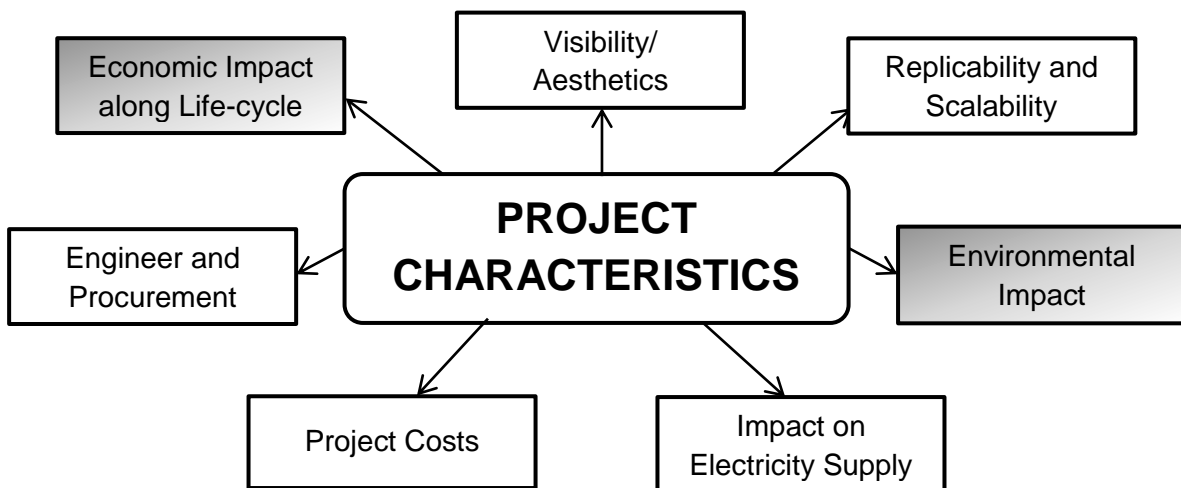 Visibility/
Aesthetics
Economic Impact
along Life-cycle
Replicability and
Scalability
PROJECT
CHARACTERISTICS
Engineer and
Procurement
Environmental
Impact
Project Costs
Impact on
Electricity Supply